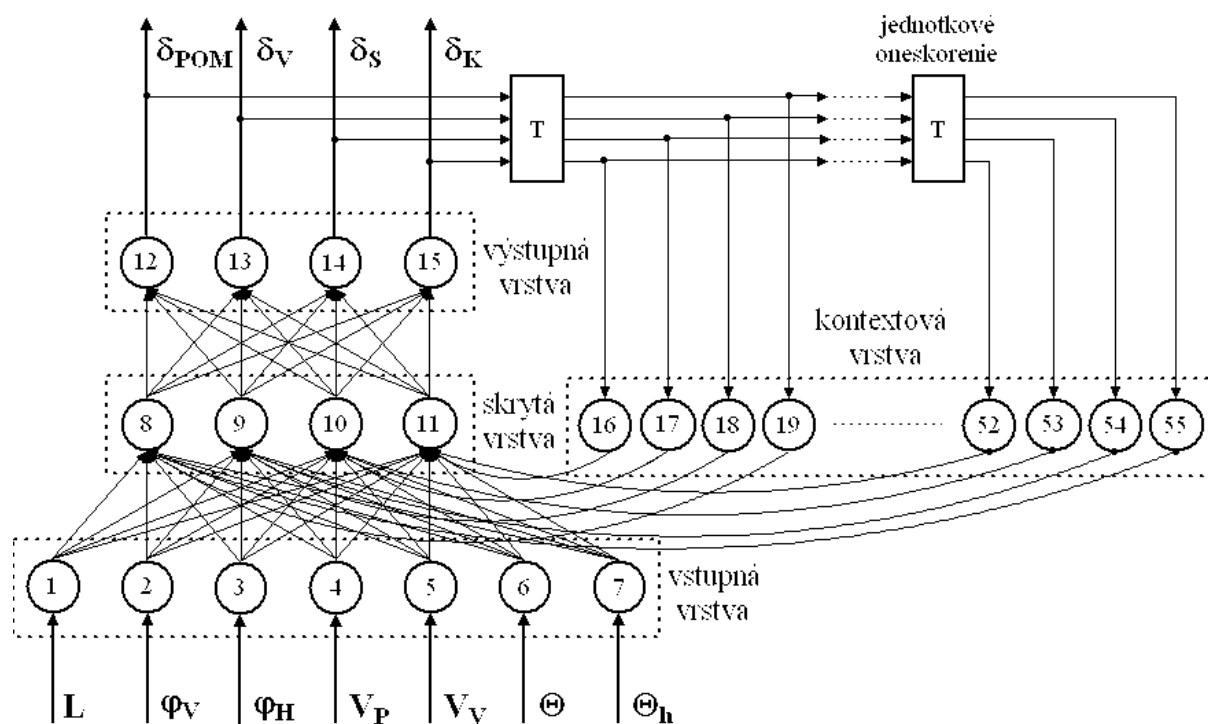 jednotkové
oneskorenie
δPOM δV δS δK
T T
12 13 14 15
výstupná
vrstva
kontextová
vrstva
8 9 10 11
skrytá
vrstva
16 17 18 19 52 53 54 55
1 2 3 4 5 6 7
vstupná
vrstva
L φV φH VP VV Θ Θh